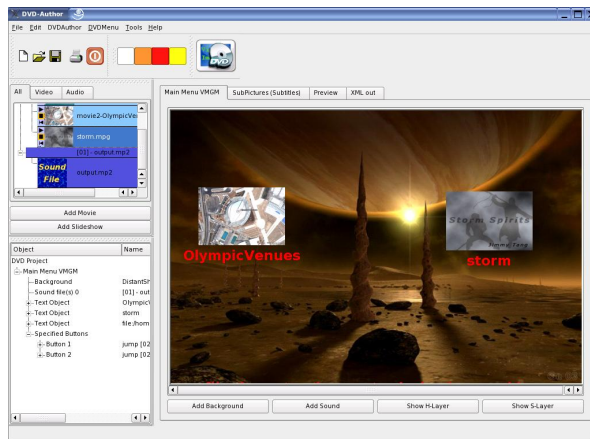 DVD-Author
File Edit DVDAuthor DVDMenu Tools Help
DVD
All Video Audio
movie2-OlympicVe
storm.mpg
[01] - output.mp2
Sound File
output.mp2
Add Movie
Add Slideshow
Object Name
DVD Project
Main Menu VMGM
Background DistantSh
Sound file(s) 0 [01] - out
Text Object Olympic
Text Object storm
Text Object file:/hom
Specified Buttons
Button 1 jump [02
Button 2 jump [02
Main Menu VMGM SubPictures (Subtitles) Preview XML out
Storm Spirits
Jimmo Tang
OlympicVenues
storm
Add Background Add Sound Show H-Layer Show S-Layer